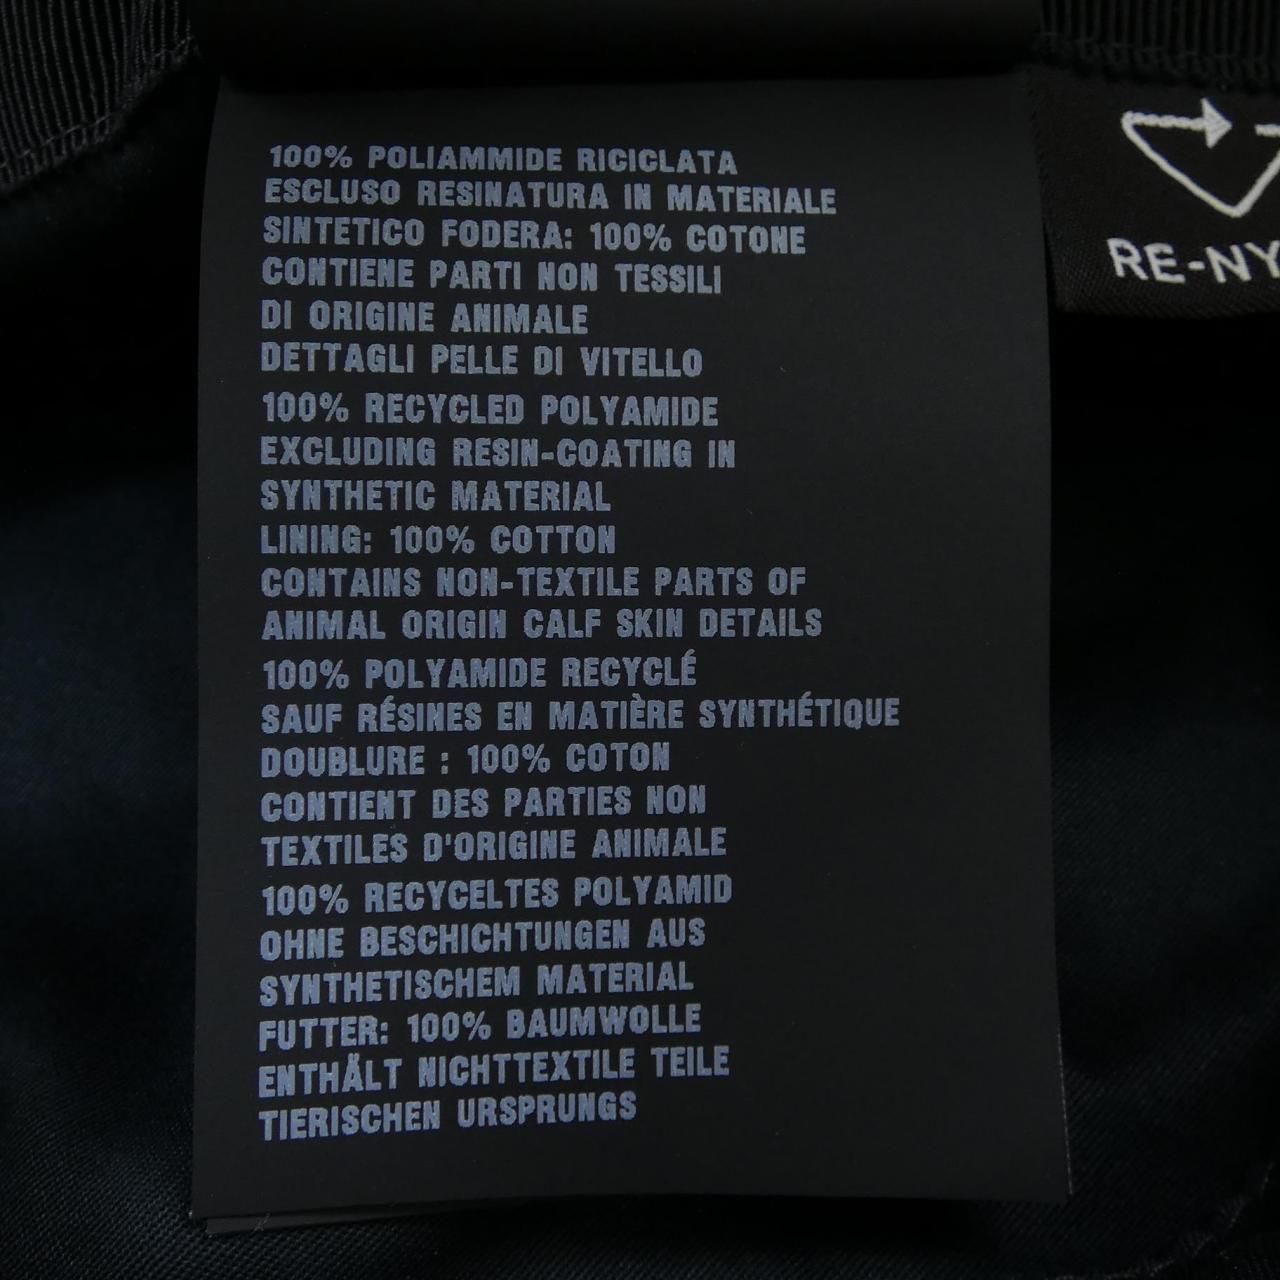 100% POLIAMMIDE RICICLATA
ESCLUSO RESINATURA IN MATERIALE
SINTETICO FODERA: 100% COTONE
CONTIENE PARTI NON TESSILI
DI ORIGINE ANIMALE
DETTAGLI PELLE DI VITELLO
100% RECYCLED POLYAMIDE
EXCLUDING RESIN-COATING IN
SYNTHETIC MATERIAL
LINING: 100% COTTON
CONTAINS NON-TEXTILE PARTS OF
ANIMAL ORIGIN CALF SKIN DETAILS
100% POLYAMIDE RECYCLÉ
SAUF RÉSINES EN MATIÈRE SYNTHÉTIQUE
DOUBLURE : 100% COTON
CONTIENT DES PARTIES NON
TEXTILES D'ORIGINE ANIMALE
100% RECYCELTES POLYAMID
OHNE BESCHICHTUNGEN AUS
SYNTHETISCHEM MATERIAL
FUTTER: 100% BAUMWOLLE
ENTHÄLT NICHTTEXTILE TEILE
TIERISCHEN URSPRUNGS
RE-NY